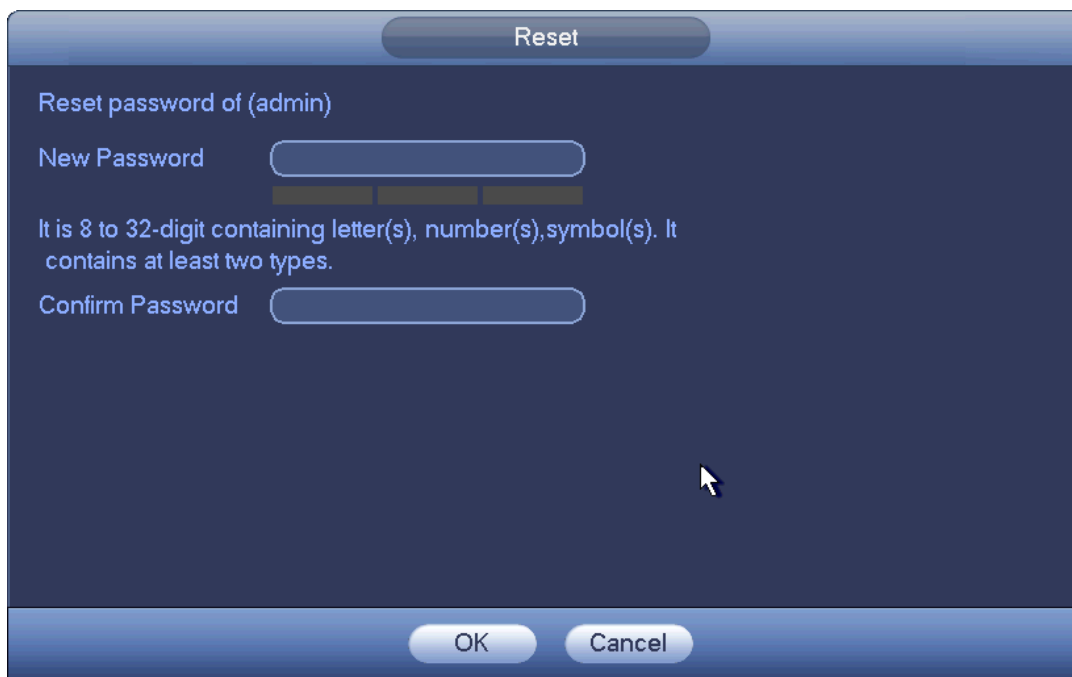 Reset
Reset password of (admin)
New Password
It is 8 to 32-digit containing letter(s), number(s),symbol(s). It
contains at least two types.
Confirm Password
OK
Cancel